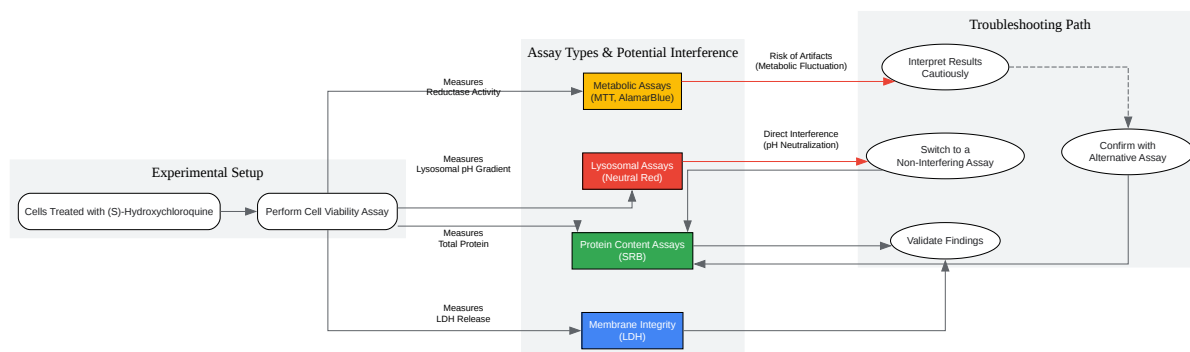 Troubleshooting Path
Assay Types & Potential Interference
Risk of Artifacts
(Metabolic Fluctuation)
Interpret Results
Cautiously
Measures
Reductase Activity
Metabolic Assays
(MTT, AlamarBlue)
Direct Interference
(pH Neutralization)
Switch to a
Non-Interfering Assay
Confirm with
Alternative Assay
Measures
Lysosomal pH Gradient
Lysosomal Assays
(Neutral Red)
Experimental Setup
Cells Treated with (S)-Hydroxychloroquine
Perform Cell Viability Assay
Measures
Total Protein
Protein Content Assays
(SRB)
Validate Findings
Measures
LDH Release
Membrane Integrity
(LDH)